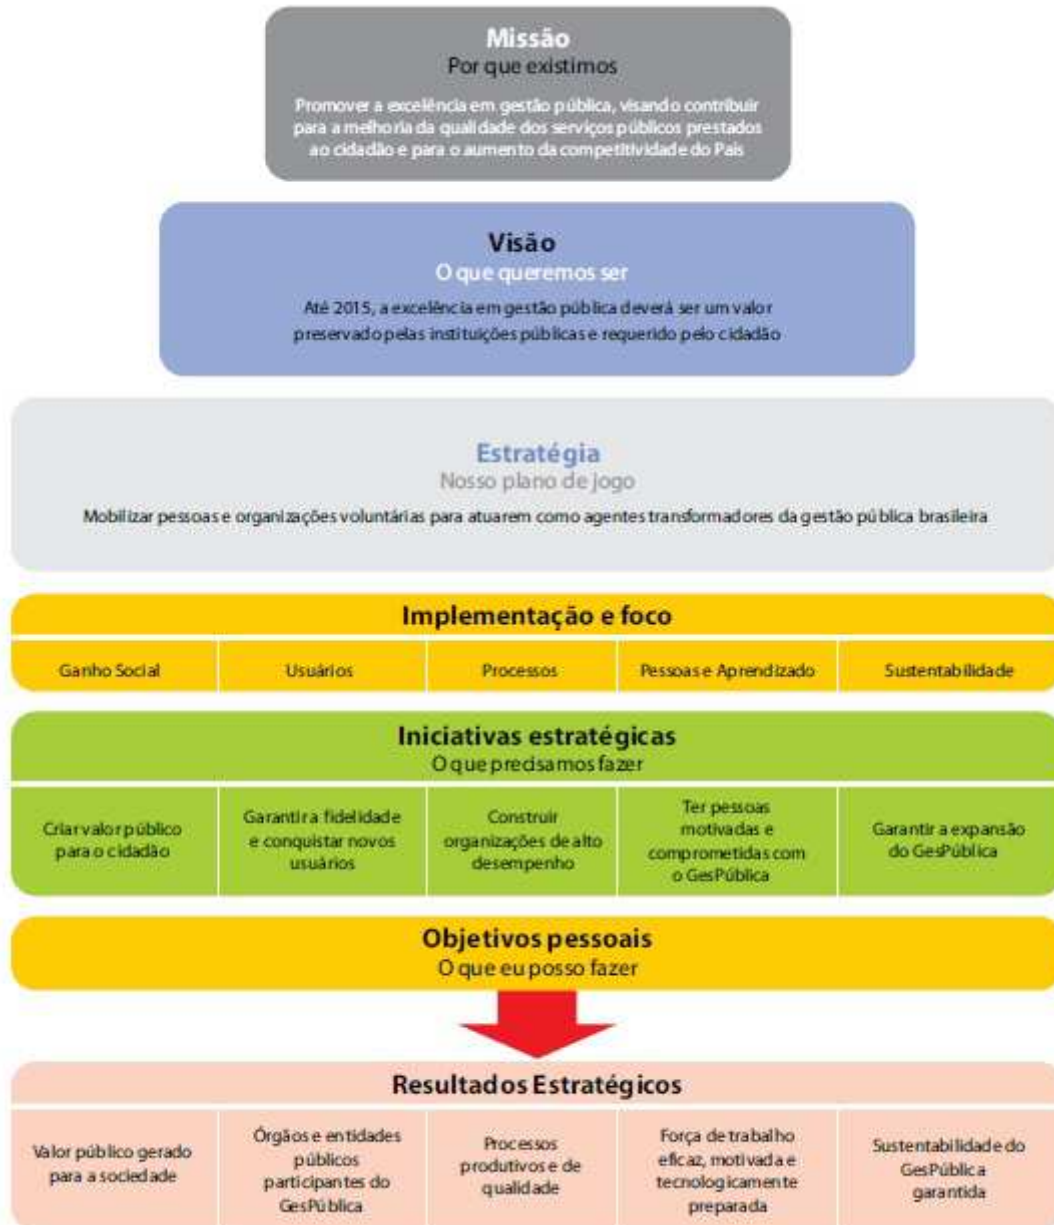 Missão
Por que existimos
Promover a excelência em gestão pública, visando contribuir
para a melhoria da qualidade dos serviços públicos prestados
ao cidadão e para o aumento da competitividade do País
Visão
O que queremos ser
Até 2015, a excelência em gestão pública deverá ser um valor
preservado pelas instituições públicas e requerido pelo cidadão
Estratégia
Nosso plano de jogo
Mobilizar pessoas e organizações voluntárias para atuarem como agentes transformadores da gestão pública brasileira
Implementação e foco
Ganho Social
Usuários
Processos
Pessoas e Aprendizado
Sustentabilidade
Iniciativas estratégicas
O que precisamos fazer
Criar valor público
para o cidadão
Garantir a fidelidade
e conquistar novos
usuários
Construir
organizações de alto
desempenho
Ter pessoas
motivadas e
comprometidas com
o GesPública
Garantir a expansão
do GesPública
Objetivos pessoais
O que eu posso fazer
Resultados Estratégicos
Valor público gerado
para a sociedade
Órgãos e entidades
públicos
participantes do
GesPública
Processos
produtivos e de
qualidade
Força de trabalho
eficaz, motivada e
tecnologicamente
preparada
Sustentabilidade do
GesPública
garantida